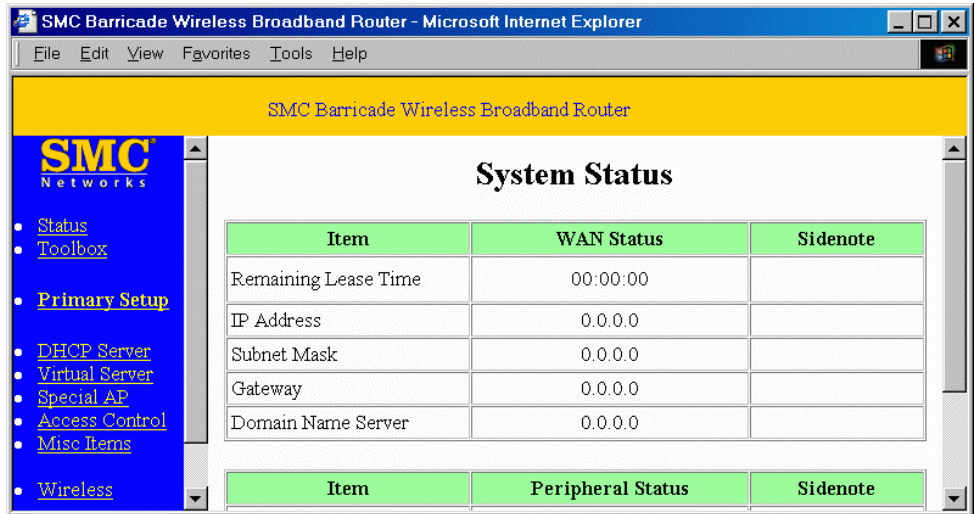 SMC Barricade Wireless Broadband Router - Microsoft Internet Explorer
File Edit View Favorites Tools Help
SMC Barricade Wireless Broadband Router
SMC®
Networks
Status
Toolbox
Primary Setup
DHCP Server
Virtual Server
Special AP
Access Control
Misc Items
Wireless
System Status
Item WAN Status Sidenote
Remaining Lease Time 00:00:00
IP Address 0.0.0.0
Subnet Mask 0.0.0.0
Gateway 0.0.0.0
Domain Name Server 0.0.0.0
Item Peripheral Status Sidenote